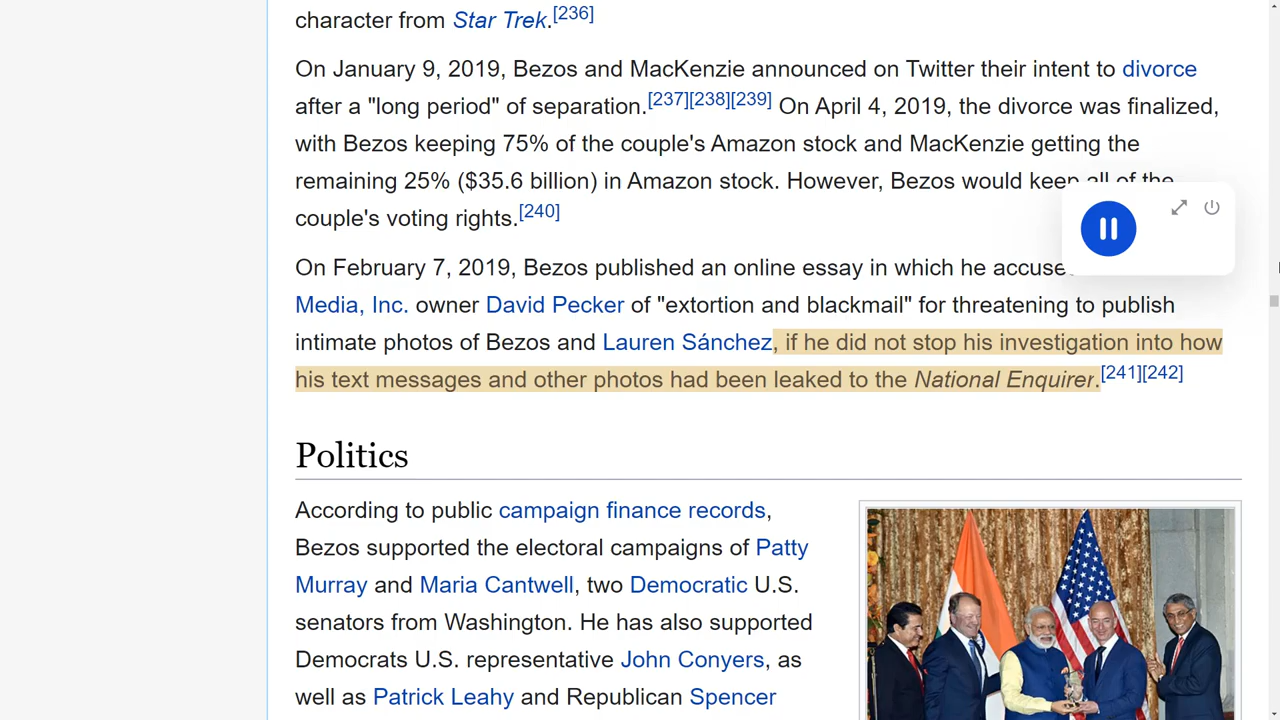 character from Star Trek.[236]
On January 9, 2019, Bezos and MacKenzie announced on Twitter their intent to divorce
after a "long period" of separation.[237][238][239] On April 4, 2019, the divorce was finalized,
with Bezos keeping 75% of the couple's Amazon stock and MacKenzie getting the
remaining 25% ($35.6 billion) in Amazon stock. However, Bezos would keep all of the
couple's voting rights.[240]
On February 7, 2019, Bezos published an online essay in which he accuse
Media, Inc. owner David Pecker of "extortion and blackmail" for threatening to publish
intimate photos of Bezos and Lauren Sánchez, if he did not stop his investigation into how
his text messages and other photos had been leaked to the National Enquirer.[241][242]
Politics
According to public campaign finance records,
Bezos supported the electoral campaigns of Patty
Murray and Maria Cantwell, two Democratic U.S.
senators from Washington. He has also supported
Democrats U.S. representative John Conyers, as
well as Patrick Leahy and Republican Spencer